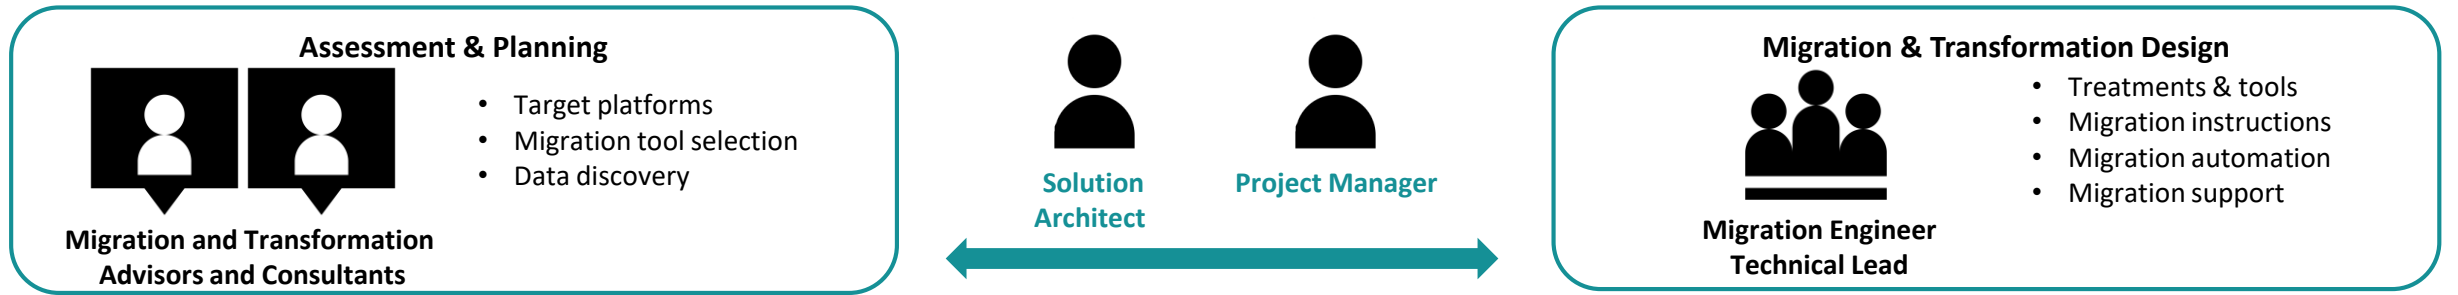 Assessment & Planning
• Target platforms
• Migration tool selection
• Data discovery
Migration and Transformation
Advisors and Consultants
Solution
Architect
Project Manager
Migration & Transformation Design
• Treatments & tools
• Migration instructions
• Migration automation
• Migration support
Migration Engineer
Technical Lead